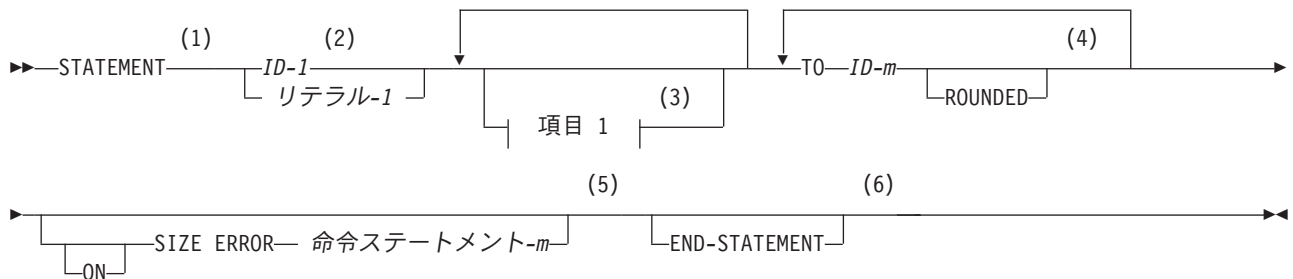 (1) (2) (4)
STATEMENT ID-1 TO ID-m
リテラル-1 (3) ROUNDED
項目 1
(5) (6)
SIZE ERROR 命令ステートメント-m END-STATEMENT
ON